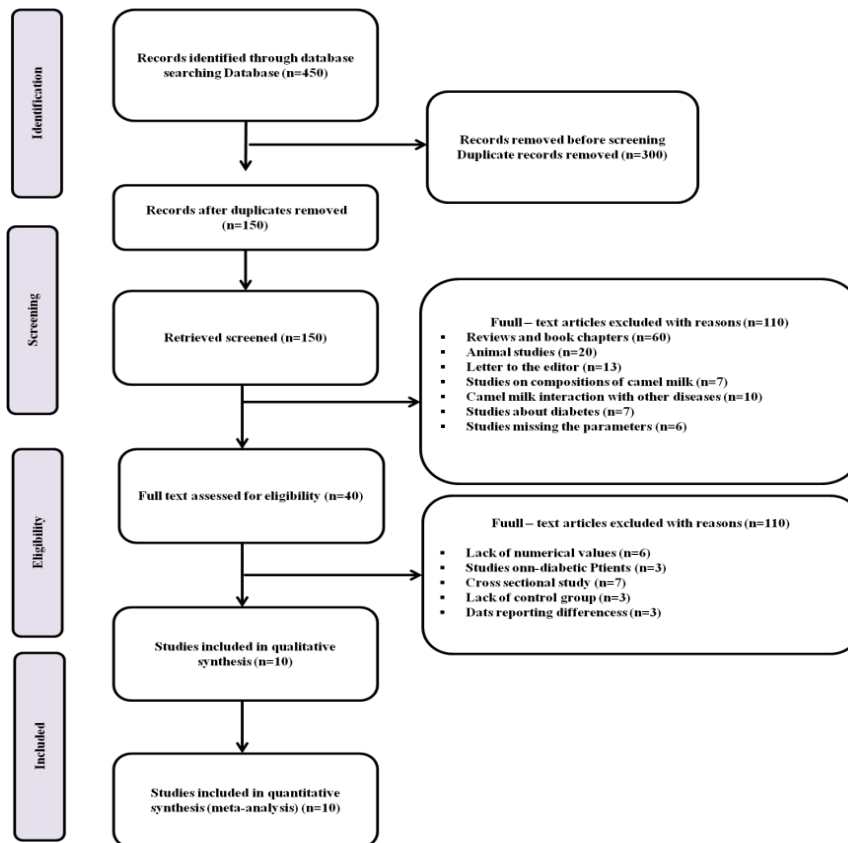 Identification
Records identified through database
searching Database (n=450)
Records removed before screening
Duplicate records removed (n=300)
Records after duplicates removed
(n=150)
Screening
Retrieved screened (n=150)
Fuull – text articles excluded with reasons (n=110)
▪ Reviews and book chapters (n=60)
▪ Animal studies (n=20)
▪ Letter to the editor (n=13)
▪ Studies on compositions of camel milk (n=7)
▪ Camel milk interaction with other diseases (n=10)
▪ Studies about diabetes (n=7)
▪ Studies missing the parameters (n=6)
Eligibility
Full text assessed for eligibility (n=40)
Fuull – text articles excluded with reasons (n=110)
▪ Lack of numerical values (n=6)
▪ Studies onn-diabetic Ptients (n=3)
▪ Cross sectional study (n=7)
▪ Lack of control group (n=3)
▪ Dats reporting differencess (n=3)
Studies included in qualitative
synthesis (n=10)
Included
Studies included in quantitative
synthesis (meta-analysis) (n=10)